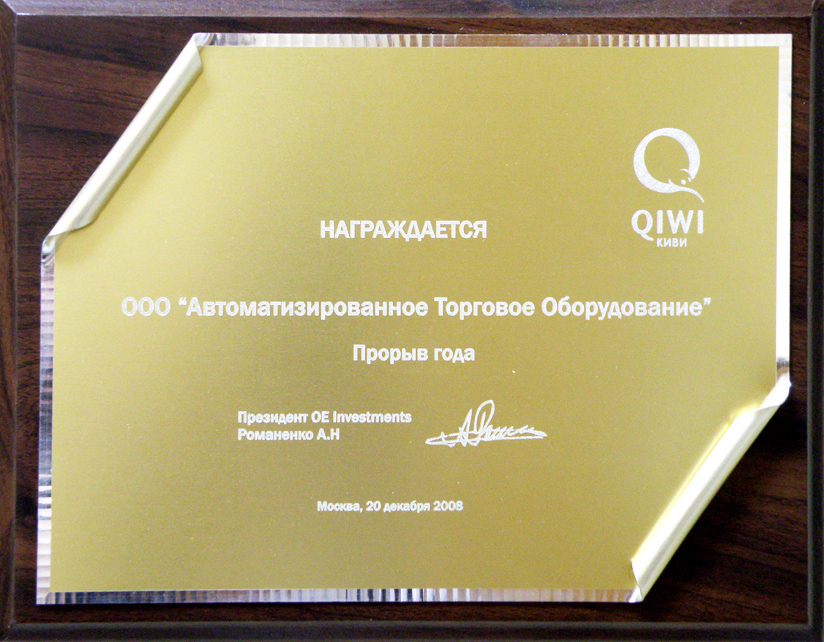 QIWI
КИВИ
НАГРАЖДАЕТСЯ
ООО “Автоматизированное Торговое Оборудование”
Прорыв года
Президент OE Investments
Романенко А.Н
Москва, 20 декабря 2008